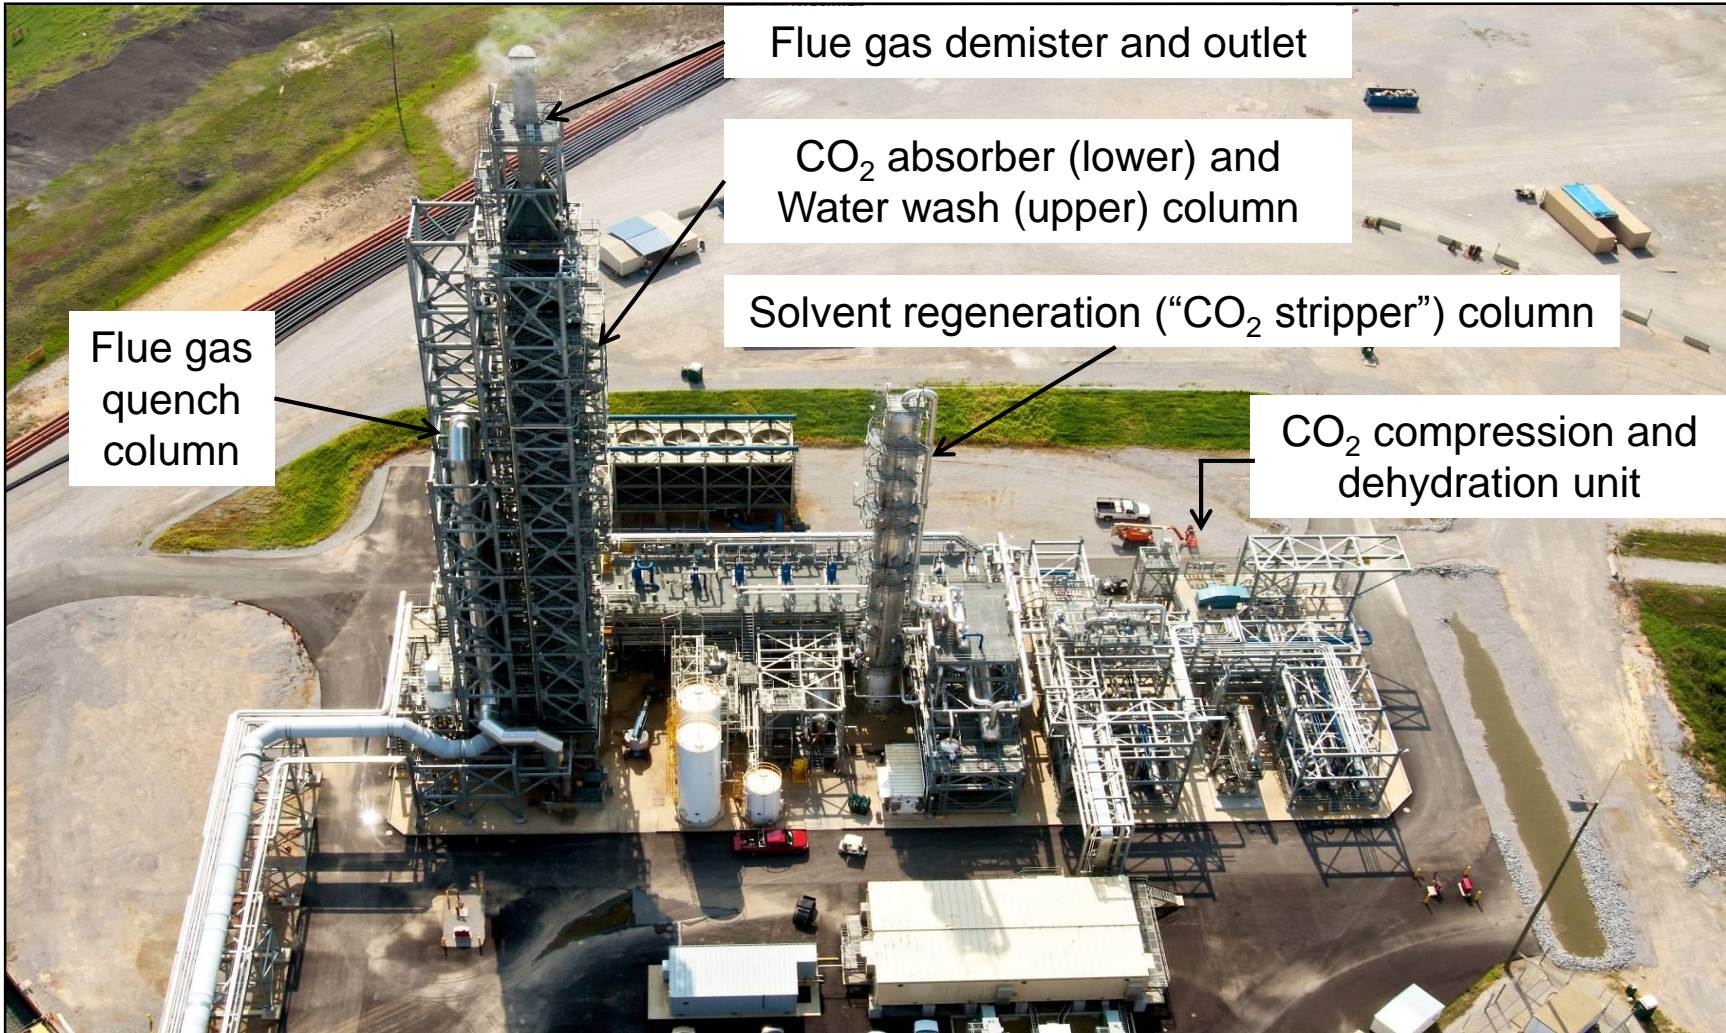 Flue gas demister and outlet
CO₂ absorber (lower) and
Water wash (upper) column
Solvent regeneration (“CO₂ stripper”) column
Flue gas
quench
column
CO₂ compression and
dehydration unit